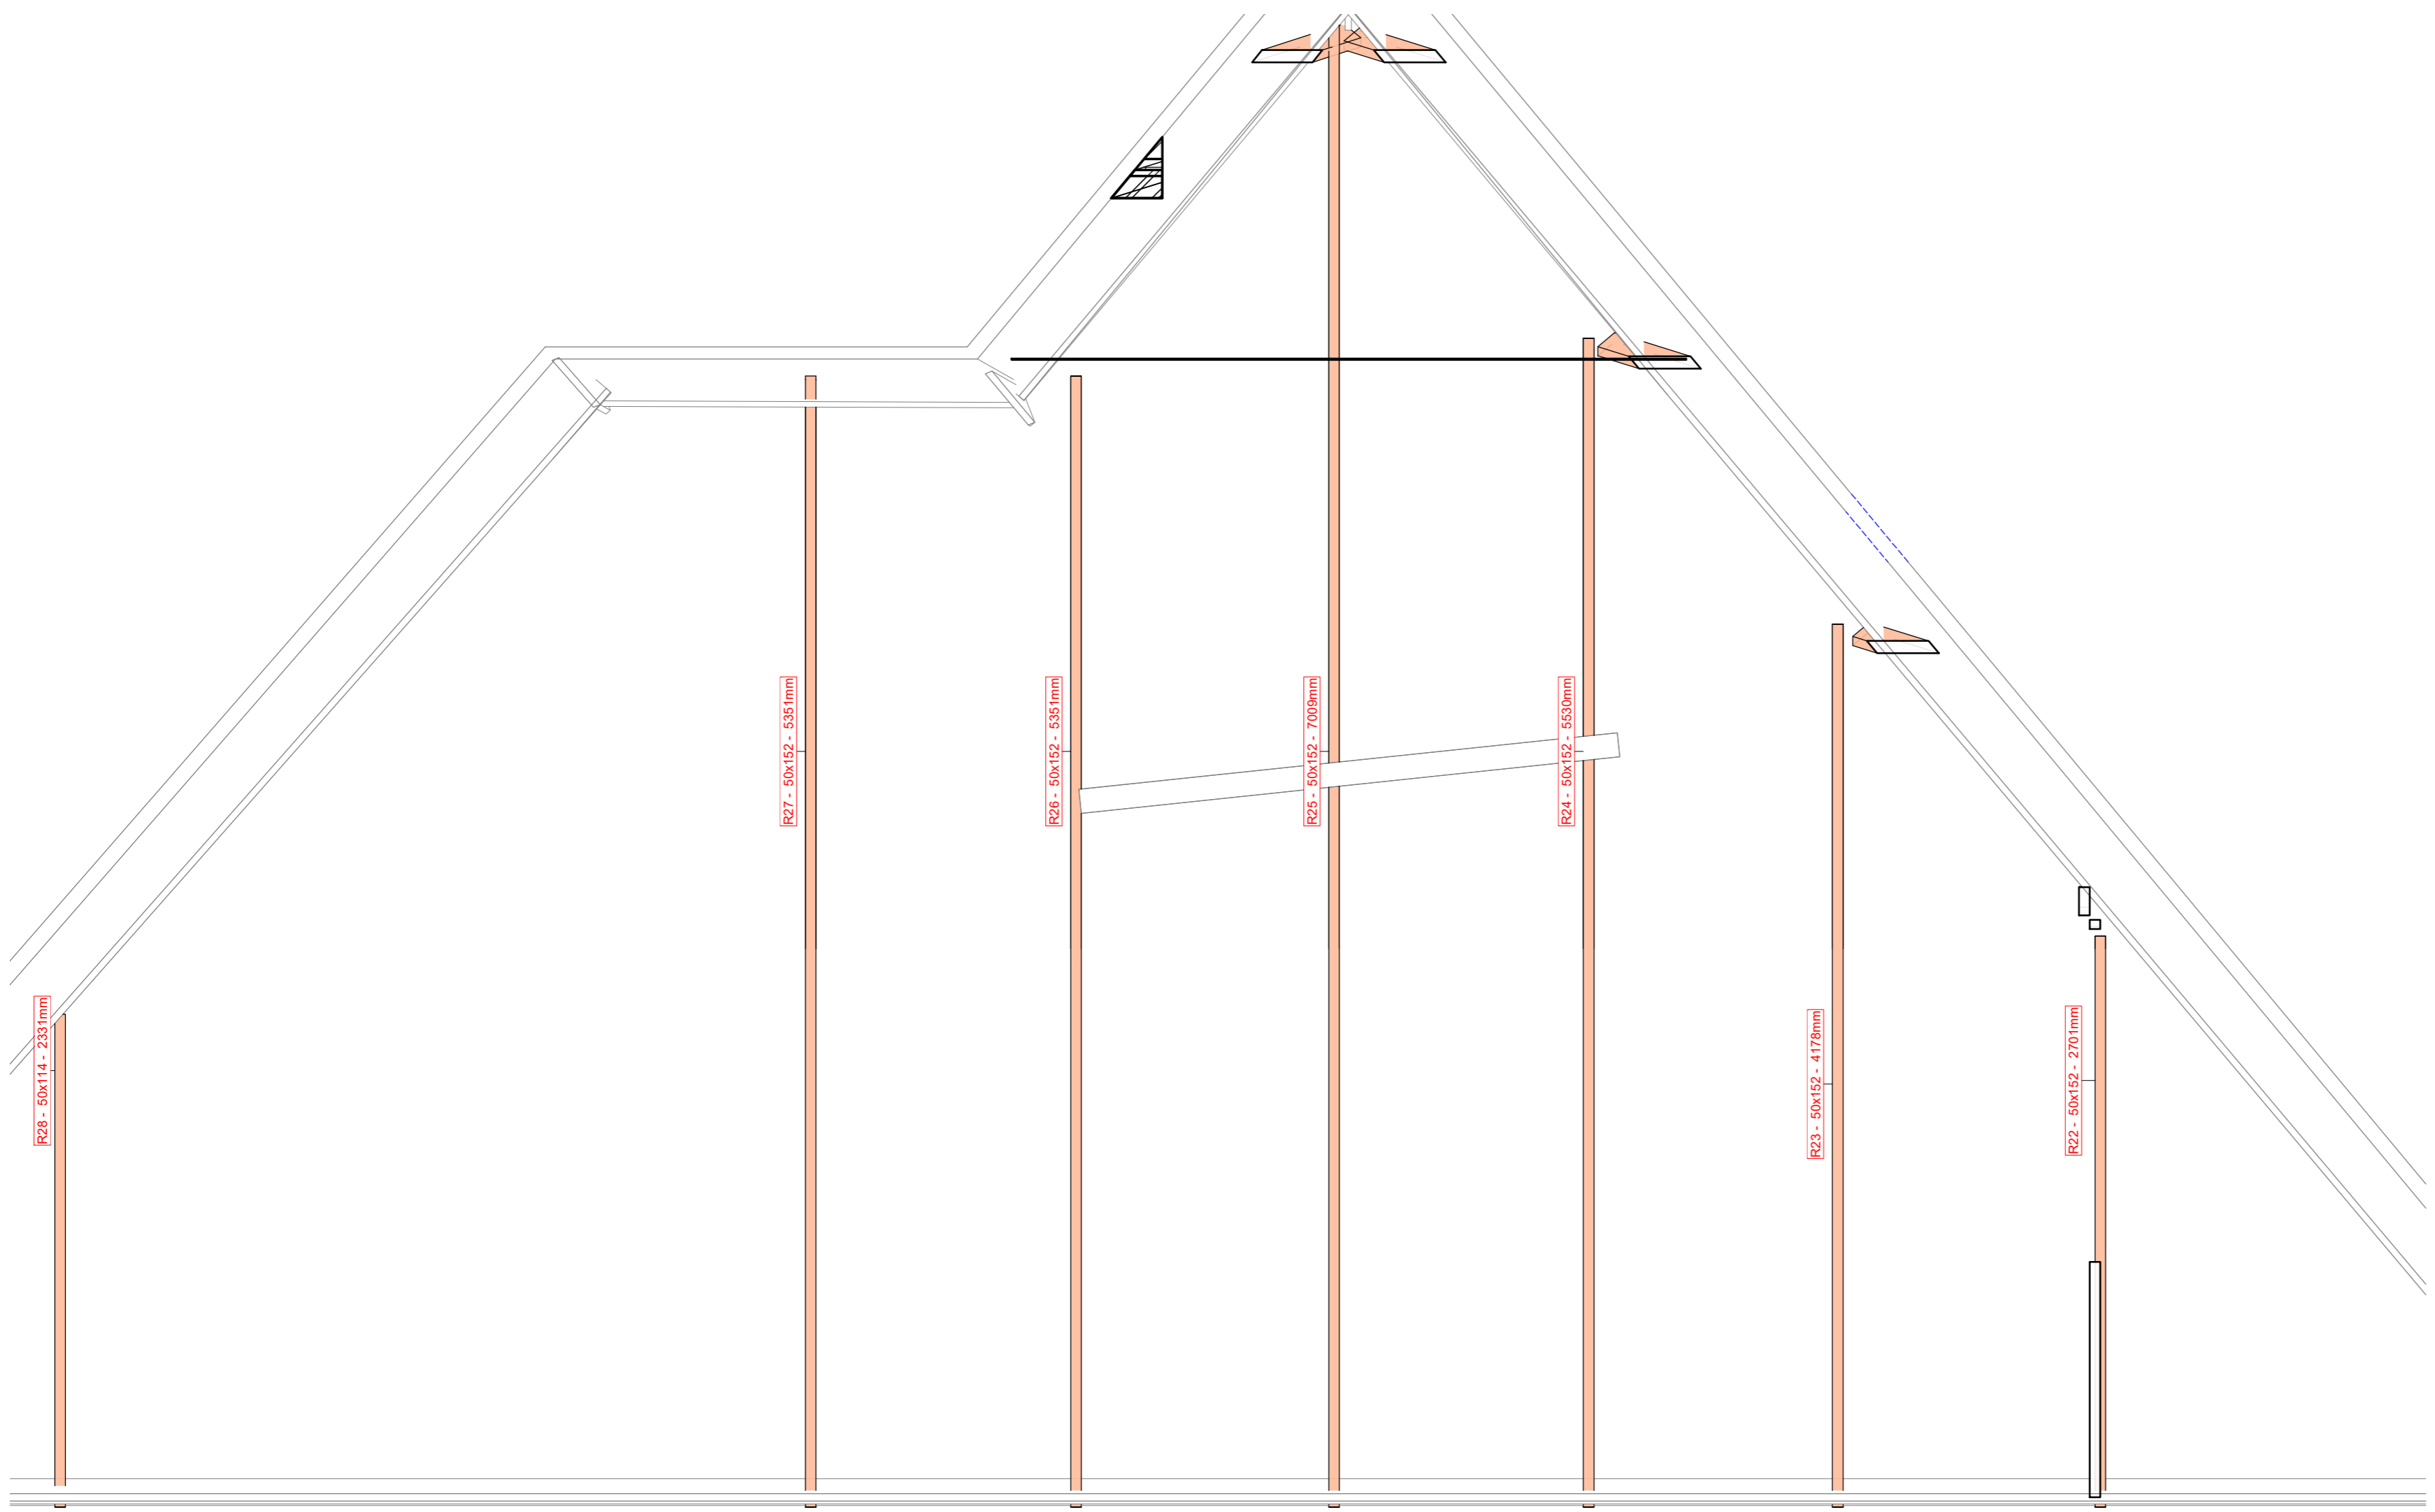 R28 - 50x114 - 2331mm
R27 - 50x152 - 5351mm
R26 - 50x152 - 5351mm
R25 - 50x152 - 7009mm
R24 - 50x152 - 5530mm
R23 - 50x152 - 4178mm
R22 - 50x152 - 2701mm